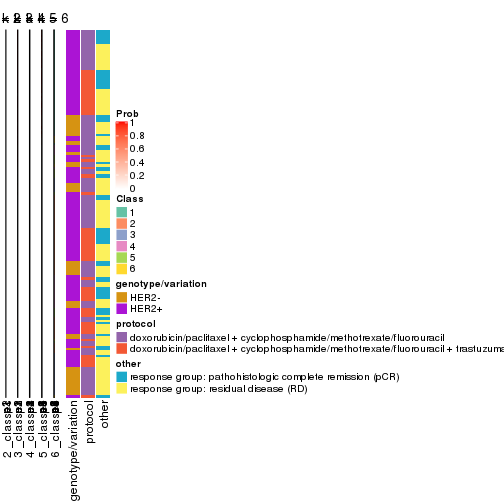 6
Prob
1
0.8
0.6
0.4
0.2
0
Class
1
2
3
4
5
6
genotype/variation
HER2-
HER2+
protocol
doxorubicin/paclitaxel + cyclophosphamide/methotrexate/fluorouracil
doxorubicin/paclitaxel + cyclophosphamide/methotrexate/fluorouracil + trastuzuma
other
response group: pathohistologic complete remission (pCR)
response group: residual disease (RD)
2_class
3_class
4_class
5_class
6_class
genotype/variation
protocol
other